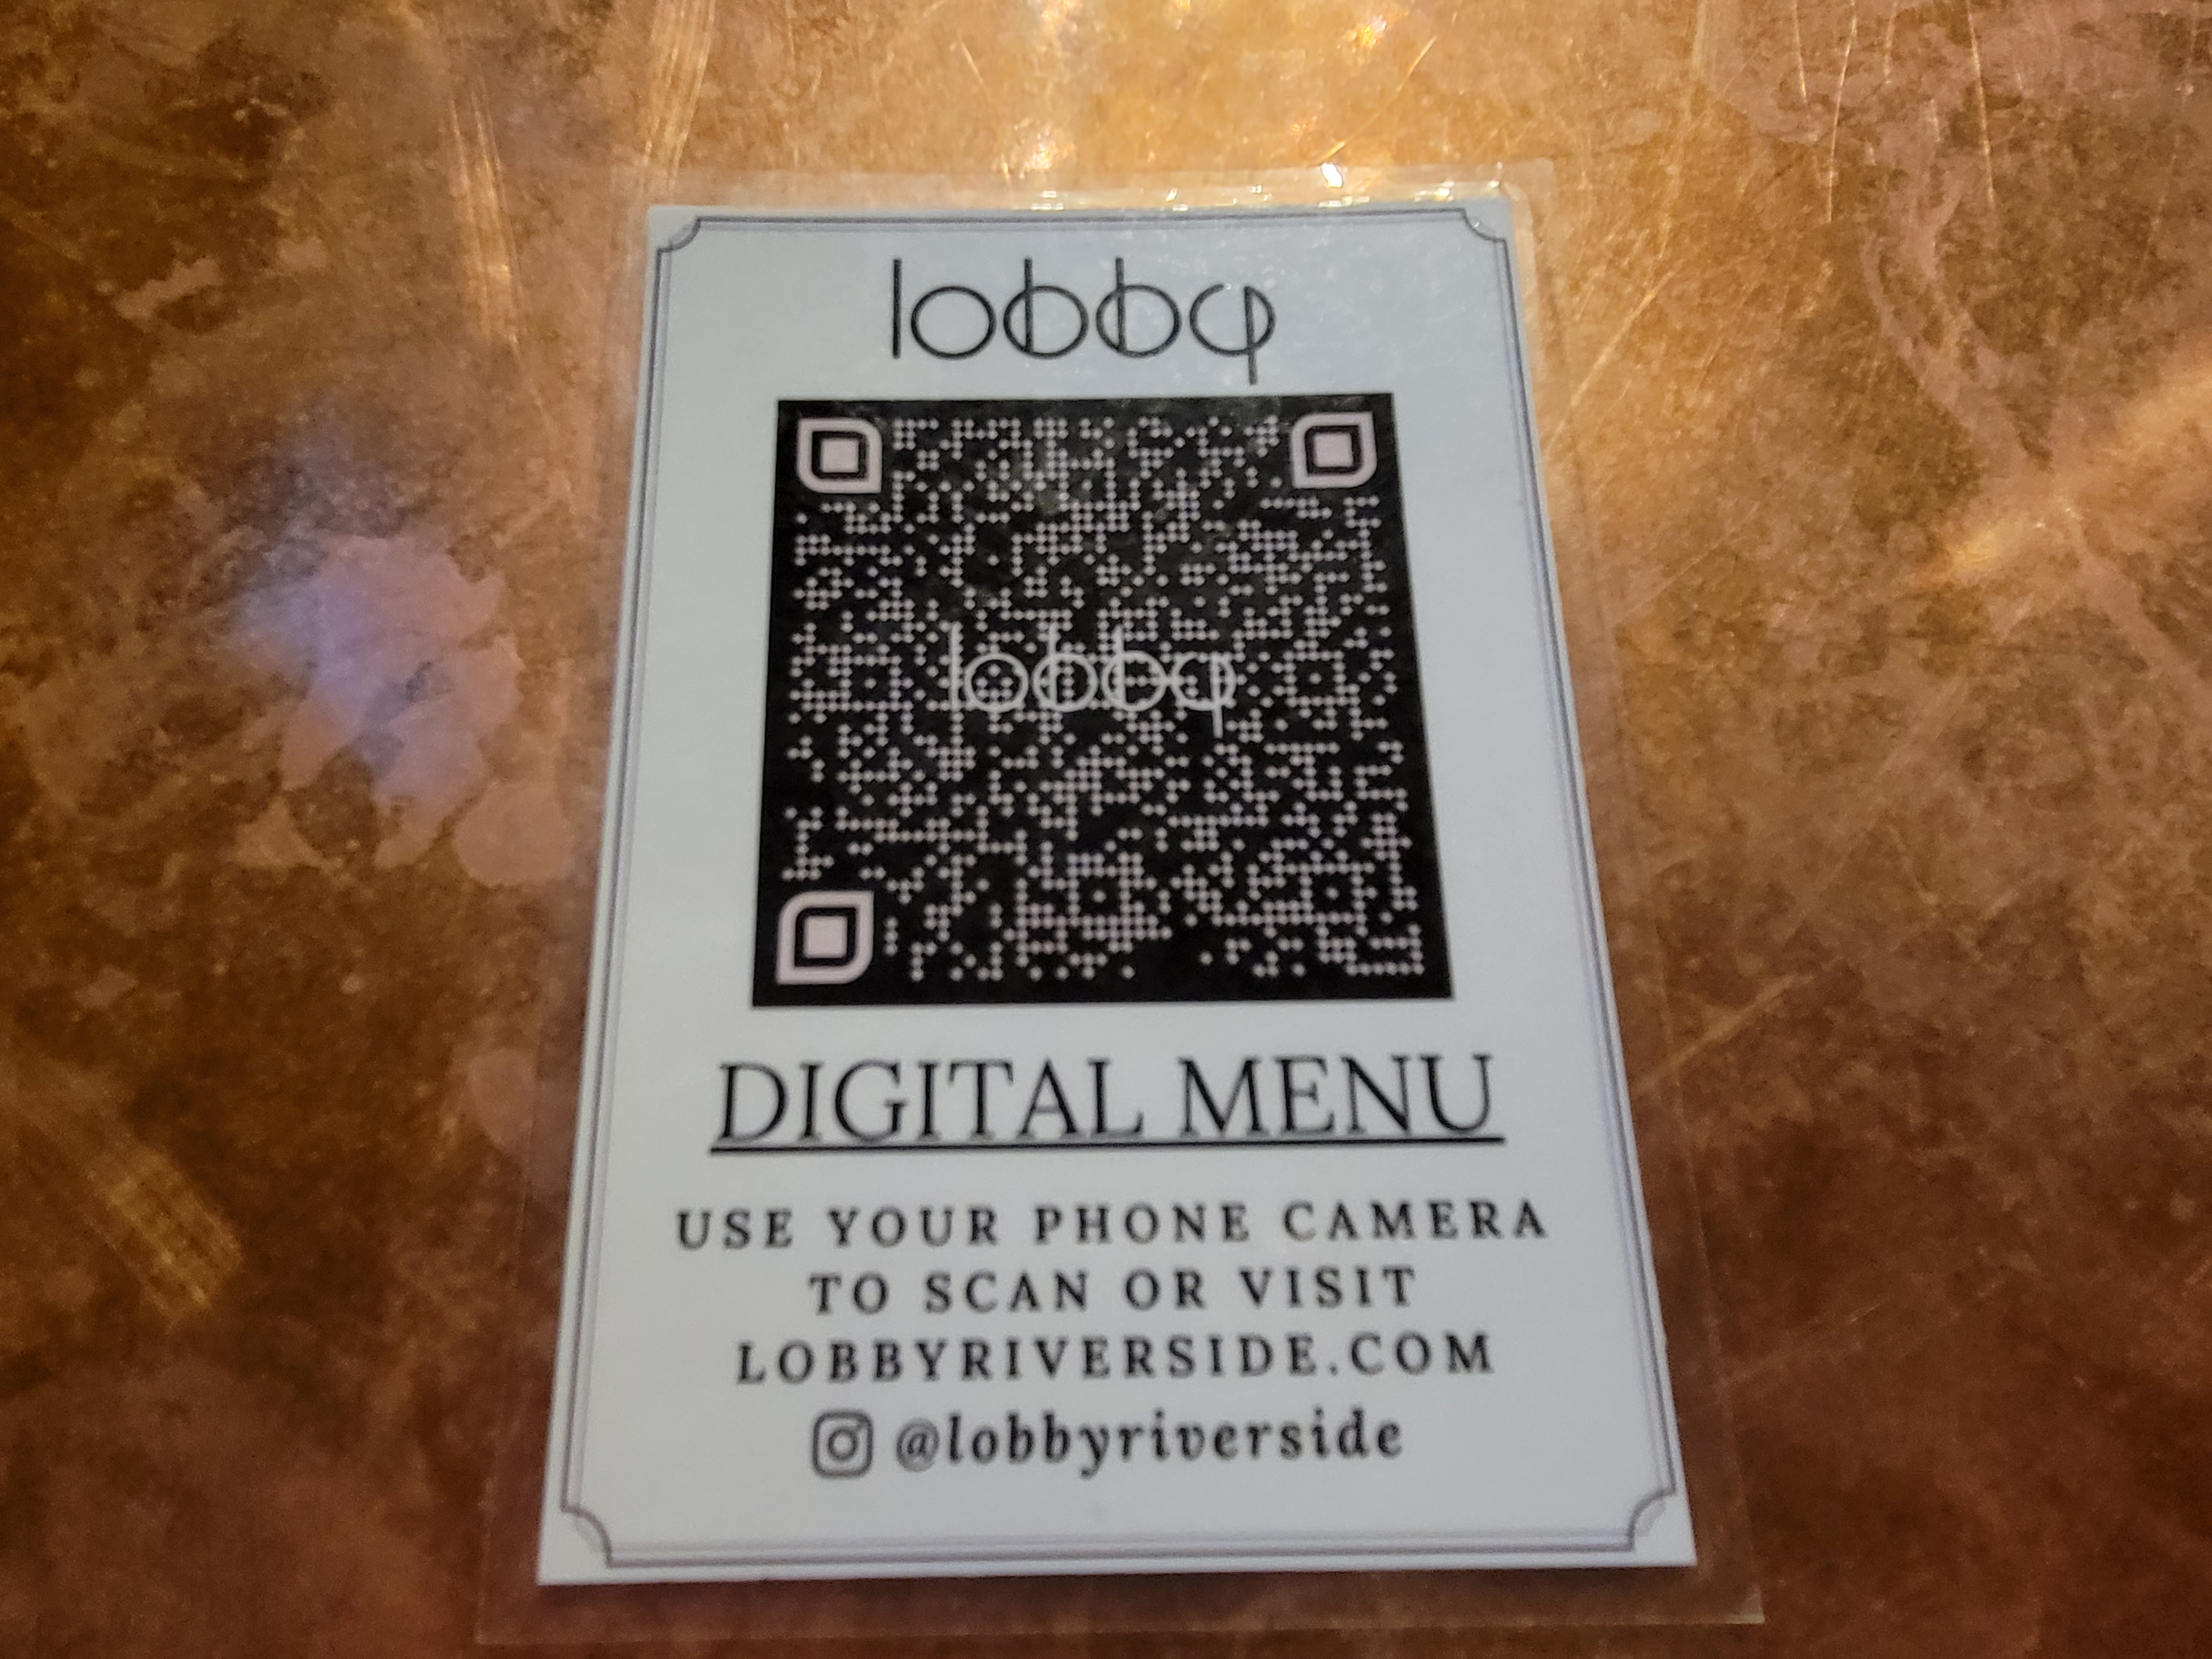 lobby
lobby
DIGITAL MENU
USE YOUR PHONE CAMERA
TO SCAN OR VISIT
LOBBYRIVERSIDE.COM
@lobbyriverside